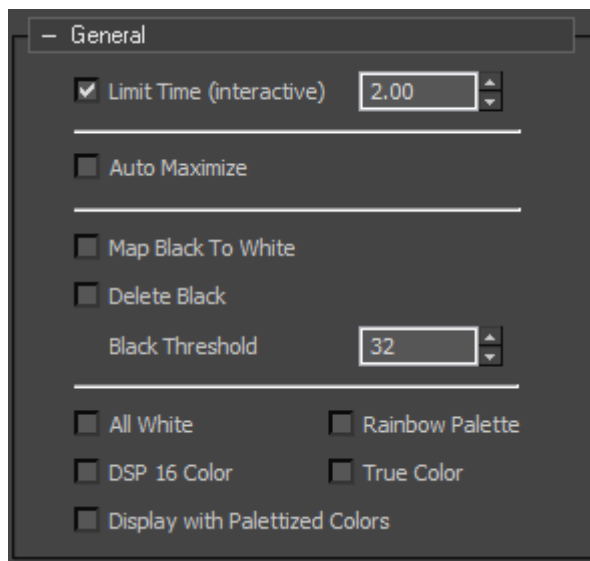 − General
Limit Time (interactive) 2.00
Auto Maximize
Map Black To White
Delete Black
Black Threshold 32
All White Rainbow Palette
DSP 16 Color True Color
Display with Palettized Colors